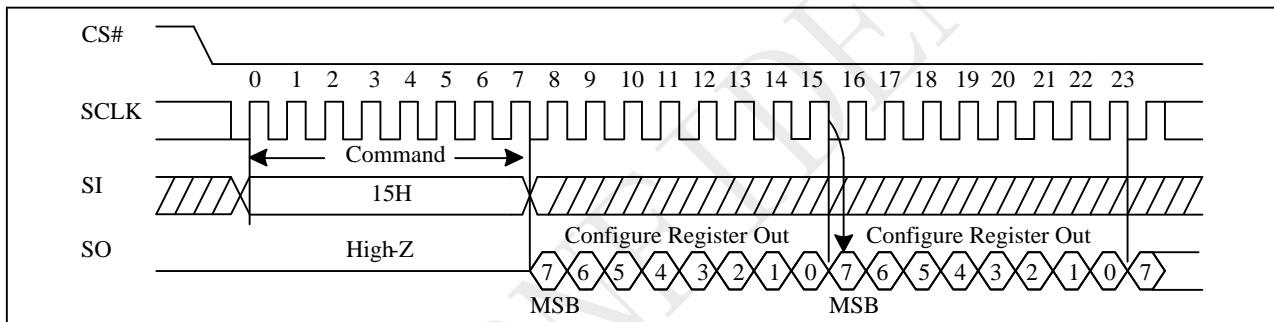 CS#
0 1 2 3 4 5 6 7 8 9 10 11 12 13 14 15 16 17 18 19 20 21 22 23
SCLK
Command
SI
15H
SO
High-Z
Configure Register Out
Configure Register Out
7 6 5 4 3 2 1 0 7 6 5 4 3 2 1 0 7
MSB
MSB